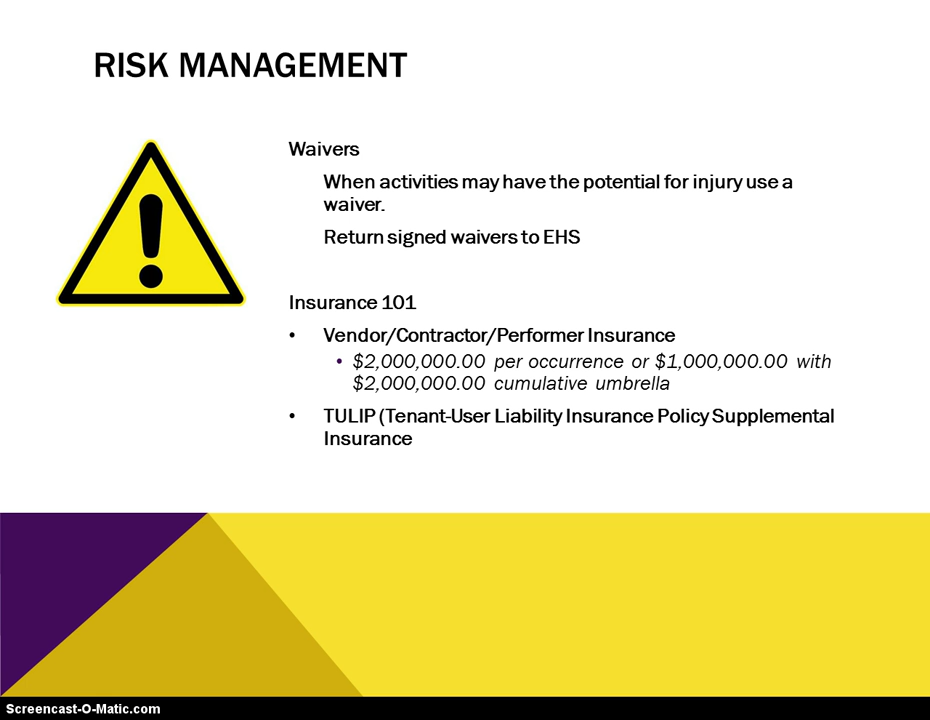 RISK MANAGEMENT
Waivers
When activities may have the potential for injury use a
waiver.
Return signed waivers to EHS
Insurance 101
• Vendor/Contractor/Performer Insurance
• $2,000,000.00 per occurrence or $1,000,000.00 with
$2,000,000.00 cumulative umbrella
• TULIP (Tenant-User Liability Insurance Policy Supplemental
Insurance
Screencast-O-Matic.com